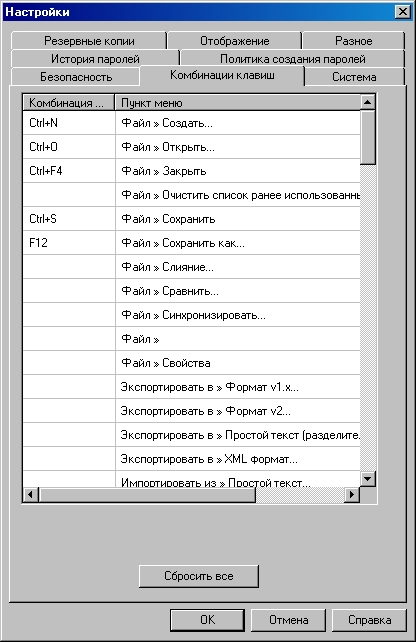 Настройки
Резервные копии Отображение Разное
История паролей Политика создания паролей
Безопасность Комбинации клавиш Система
Комбинация ... Пункт меню
Ctrl+N Файл » Создать...
Ctrl+O Файл » Открыть...
Ctrl+F4 Файл » Закрыть
Файл » Очистить список ранее использованны
Ctrl+S Файл » Сохранить
F12 Файл » Сохранить как...
Файл » Слияние...
Файл » Сравнить...
Файл » Синхронизировать...
Файл »
Файл » Свойства
Экспортировать в » Формат v1.x...
Экспортировать в » Формат v2...
Экспортировать в » Простой текст (разделите
Экспортировать в » XML формат...
Импортировать из » Простой текст...
Сбросить все
OK Отмена Справка